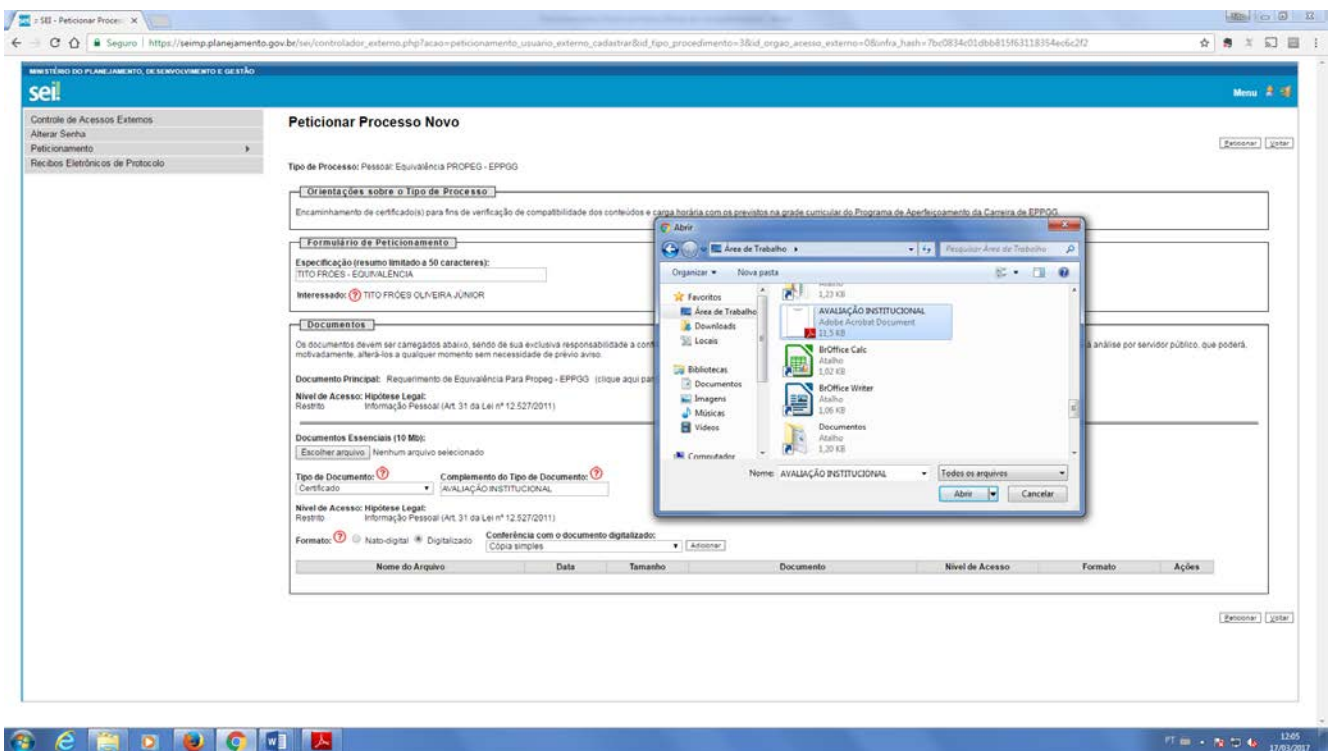 :: SEI - Peticionar Proces
Seguro | https://seimp.planejamento.gov.br/sei/controlador_externo.php?acao=peticionamento_usuario_externo_cadastrar&id_tipo_procedimento=3&id_orgao_acesso_externo=0&infra_hash=
MINISTÉRIO DO PLANEJAMENTO, DESENVOLVIMENTO E GESTÃO
sei!
Menu
Controle de Acessos Externos
Alterar Senha
Peticionamento
Recibos Eletrônicos de Protocolo
Peticionar Processo Novo
Peticionar Voltar
Tipo de Processo: Pessoal: Equivalência PROPEG - EPPGG
Orientações sobre o Tipo de Processo
Encaminhamento de certificado(s) para fins de verificação de compatibilidade dos conteúdos e carga horária com os previstos na grade curricular do Programa de Aperfeiçoamento da Carreira de EPPGG.
Formulário de Peticionamento
Especificação (resumo limitado a 50 caracteres):
TITO FRÓES - EQUIVALÊNCIA
Interessado: TITO FRÓES OLIVEIRA JÚNIOR
Documentos
Os documentos devem ser carregados abaixo, sendo de sua exclusiva responsabilidade a conf
à análise por servidor público, que poderá,
motivadamente, alterá-los a qualquer momento sem necessidade de prévio aviso.
Documento Principal: Requerimento de Equivalência Para Propeg - EPPGG (clique aqui par
Nível de Acesso: Hipótese Legal:
Restrito Informação Pessoal (Art. 31 da Lei nº 12.527/2011)
Documentos Essenciais (10 Mb):
Escolher arquivo Nenhum arquivo selecionado
Tipo de Documento: Complemento do Tipo de Documento:
Certificado AVALIAÇÃO INSTITUCIONAL
Nível de Acesso: Hipótese Legal:
Restrito Informação Pessoal (Art. 31 da Lei nº 12.527/2011)
Formato: Nato-digital Digitalizado Conferência com o documento digitalizado:
Cópia simples Adicionar
Nome do Arquivo Data Tamanho Documento Nível de Acesso Formato Ações
Peticionar Voltar
Abrir
Área de Trabalho
Pesquisar Área de Trabalho
Organizar Nova pasta
Favoritos
Área de Trabalho
Downloads
Locais
Bibliotecas
Documentos
Imagens
Músicas
Vídeos
Computador
Atalho
1,23 KB
AVALIAÇÃO INSTITUCIONAL
Adobe Acrobat Document
21,5 KB
BrOffice Calc
Atalho
1,02 KB
BrOffice Writer
Atalho
1,06 KB
Documentos
Atalho
1,20 KB
Nome: AVALIAÇÃO INSTITUCIONAL
Todos os arquivos
Abrir Cancelar
PT
12:05
17/03/2017